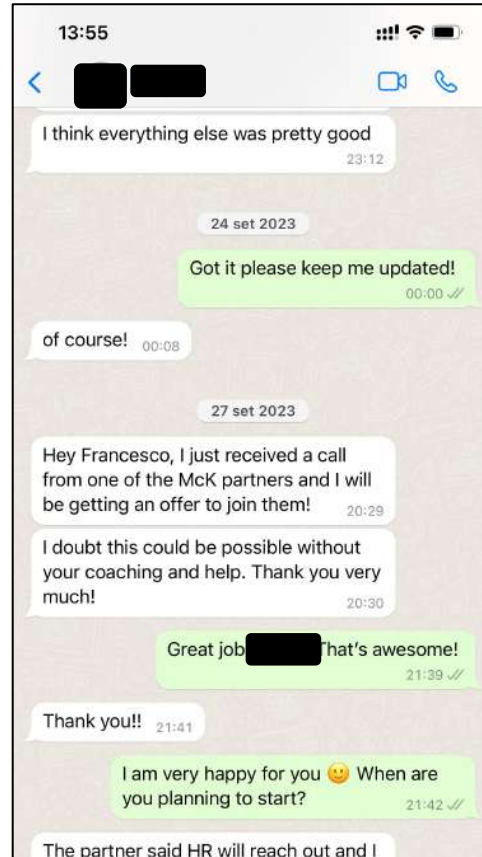 13:55
I think everything else was pretty good
23:12
24 set 2023
Got it please keep me updated!
00:00
of course! 00:08
27 set 2023
Hey Francesco, I just received a call
from one of the McK partners and I will
be getting an offer to join them!
20:29
I doubt this could be possible without
your coaching and help. Thank you very
much!
20:30
Great job That's awesome!
21:39
Thank you!! 21:41
I am very happy for you 🙂 When are
you planning to start?
21:42
The partner said HR will reach out and I